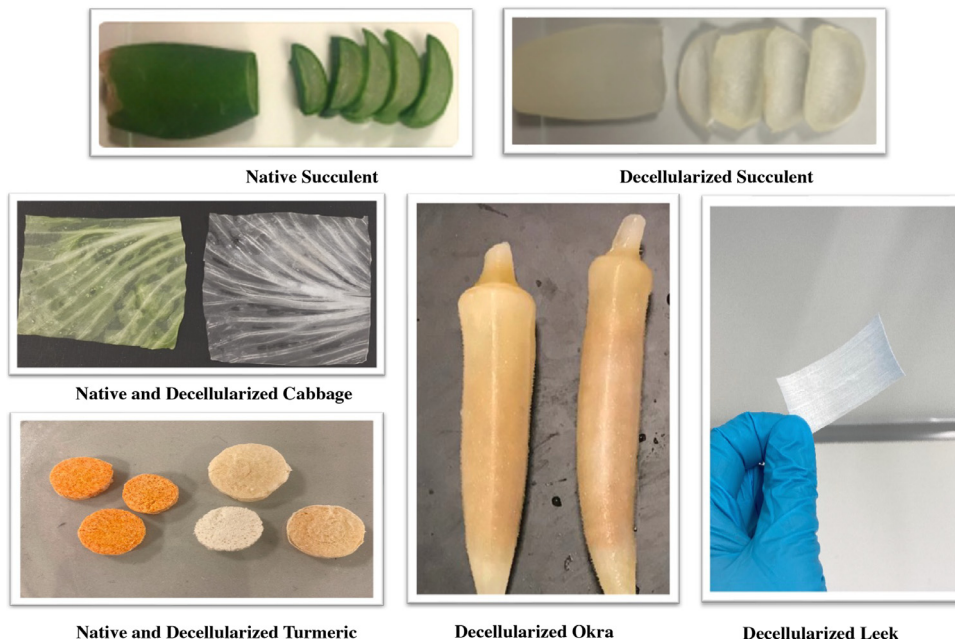 Native Succulent
Decellularized Succulent
Native and Decellularized Cabbage
Native and Decellularized Turmeric
Decellularized Okra
Decellularized Leek